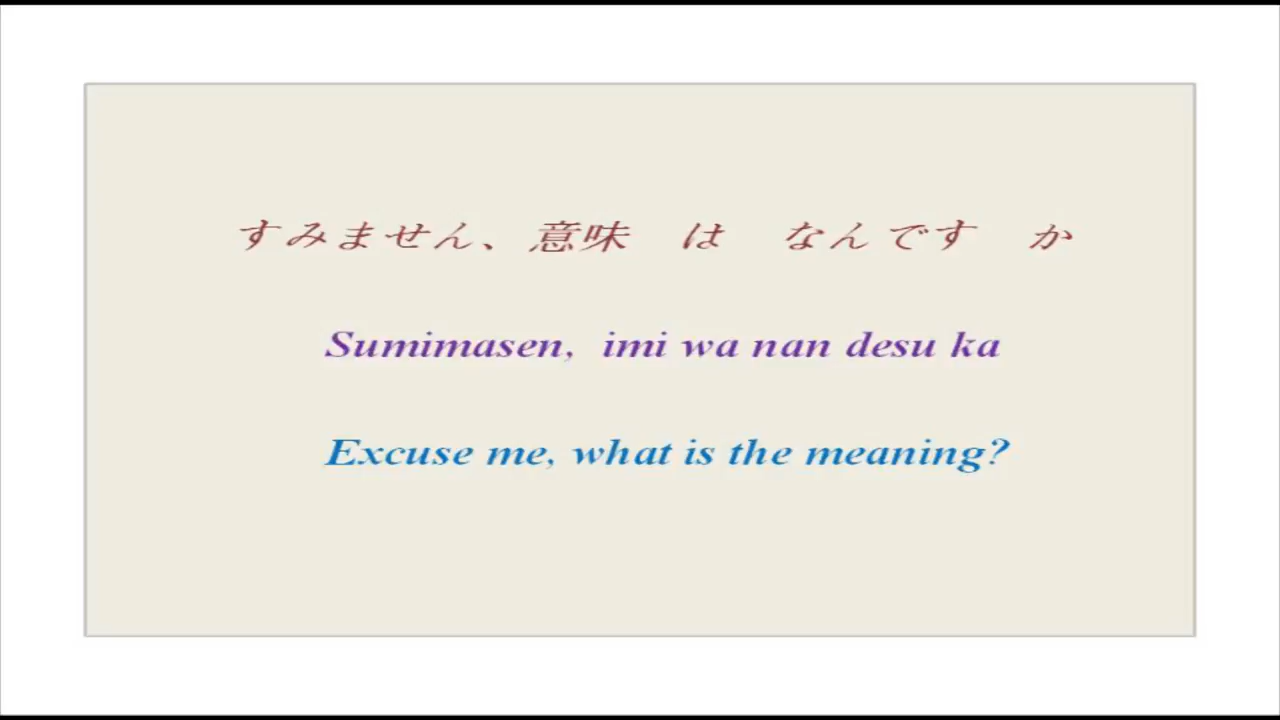 すみません、意味　は　なんです　か
Sumimasen, imi wa nan desu ka
Excuse me, what is the meaning?